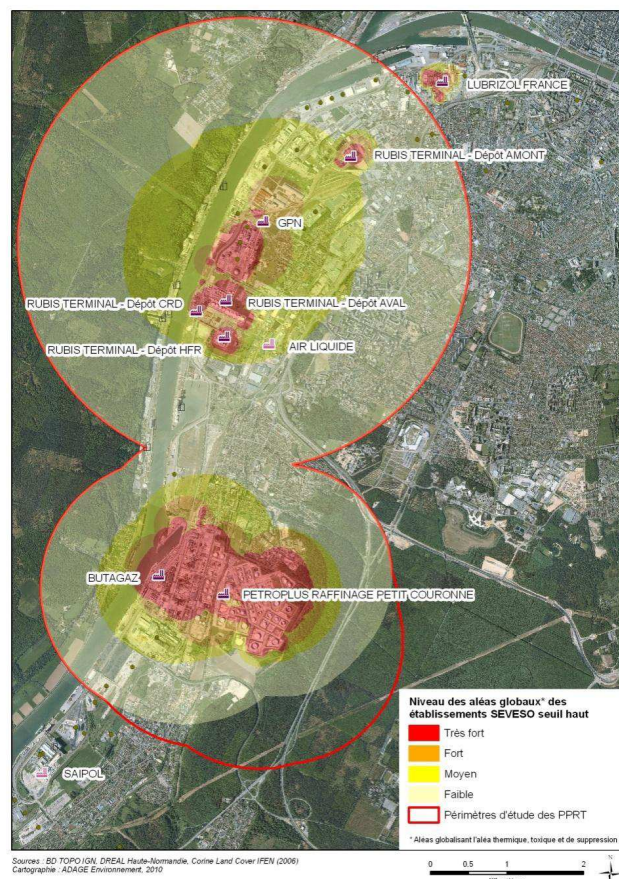 LUBRIZOL FRANCE
RUBIS TERMINAL - Dépôt AMONT
GPN
RUBIS TERMINAL - Dépôt CRD
RUBIS TERMINAL - Dépôt AVAL
RUBIS TERMINAL - Dépôt HFR
AIR LIQUIDE
BUTAGAZ
PETROPLUS RAFFINAGE PETIT COURONNE
SAIPOL
Niveau des aléas globaux* des
établissements SEVESO seuil haut
Très fort
Fort
Moyen
Faible
Périmètres d'étude des PPRT
* Aléas globalisant l'aléa thermique, toxique et de suppression
Sources : BD TOPO IGN, DREAL Haute-Normandie, Corine Land Cover IFEN (2006)
Cartographie : ADAGE Environnement, 2010
0 0.5 1 2